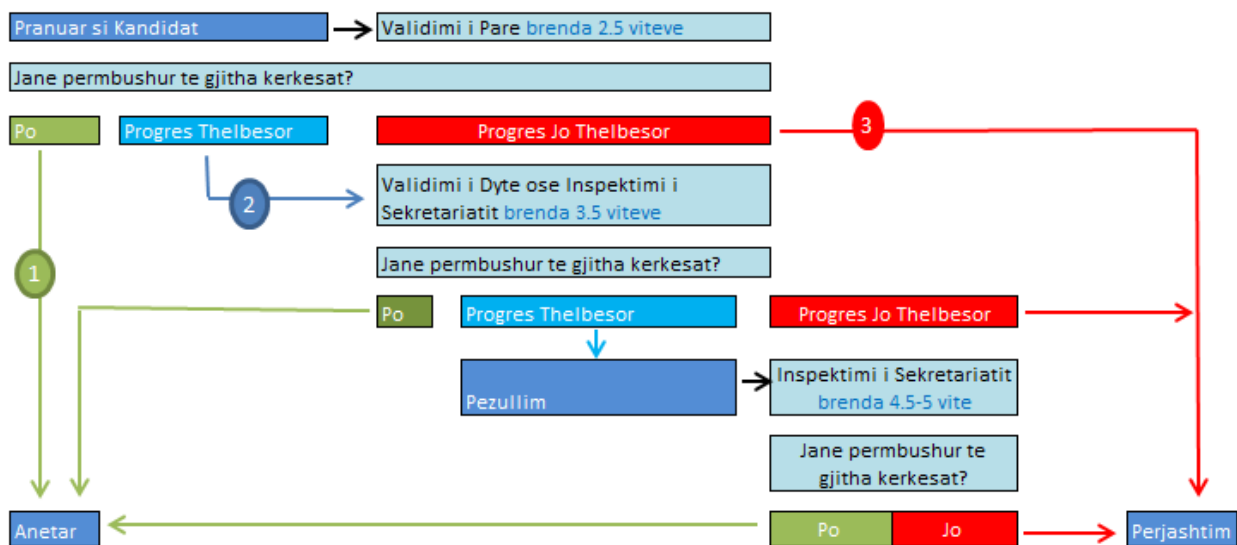 Pranuar si Kandidat
Validimi i Pare brenda 2.5 viteve
Jane permbushur te gjitha kerkesat?
Po
Progres Thelbesor
Progres Jo Thelbesor
3
2
Validimi i Dyte ose Inspektimi i
Sekretariatit brenda 3.5 viteve
1
Jane permbushur te gjitha kerkesat?
Po
Progres Thelbesor
Progres Jo Thelbesor
Pezullim
Inspektimi i Sekretariatit
brenda 4.5-5 vite
Jane permbushur te
gjitha kerkesat?
Anetar
Po
Jo
Perjashtim